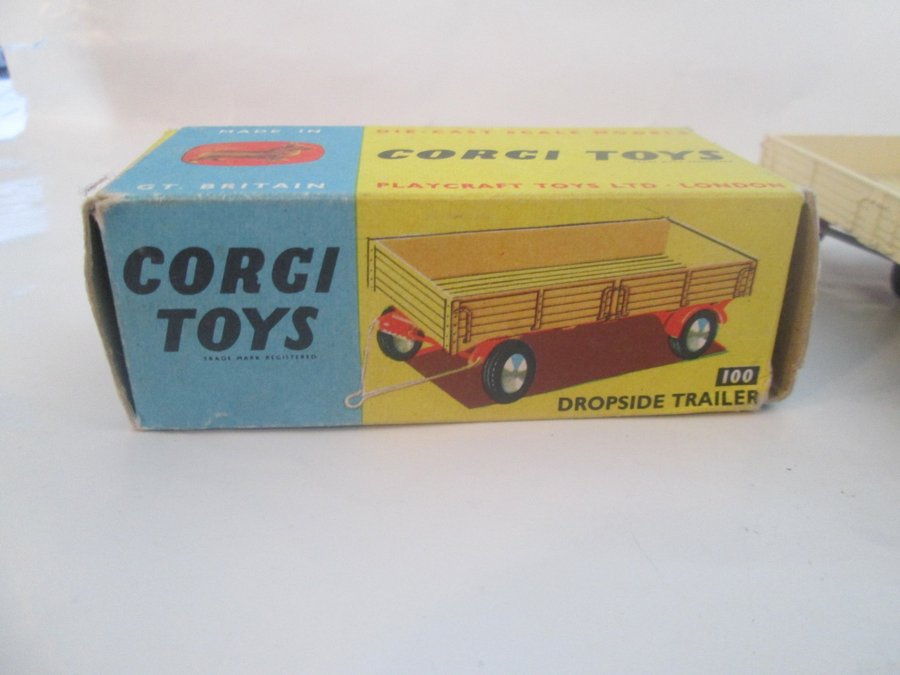 MADE IN
GT. BRITAIN
DIE-CAST SCALE MODELS
CORGI TOYS
PLAYCRAFT TOYS LTD · LONDON
CORGI
TOYS
TRADE MARK REGISTERED
100
DROPSIDE TRAILER